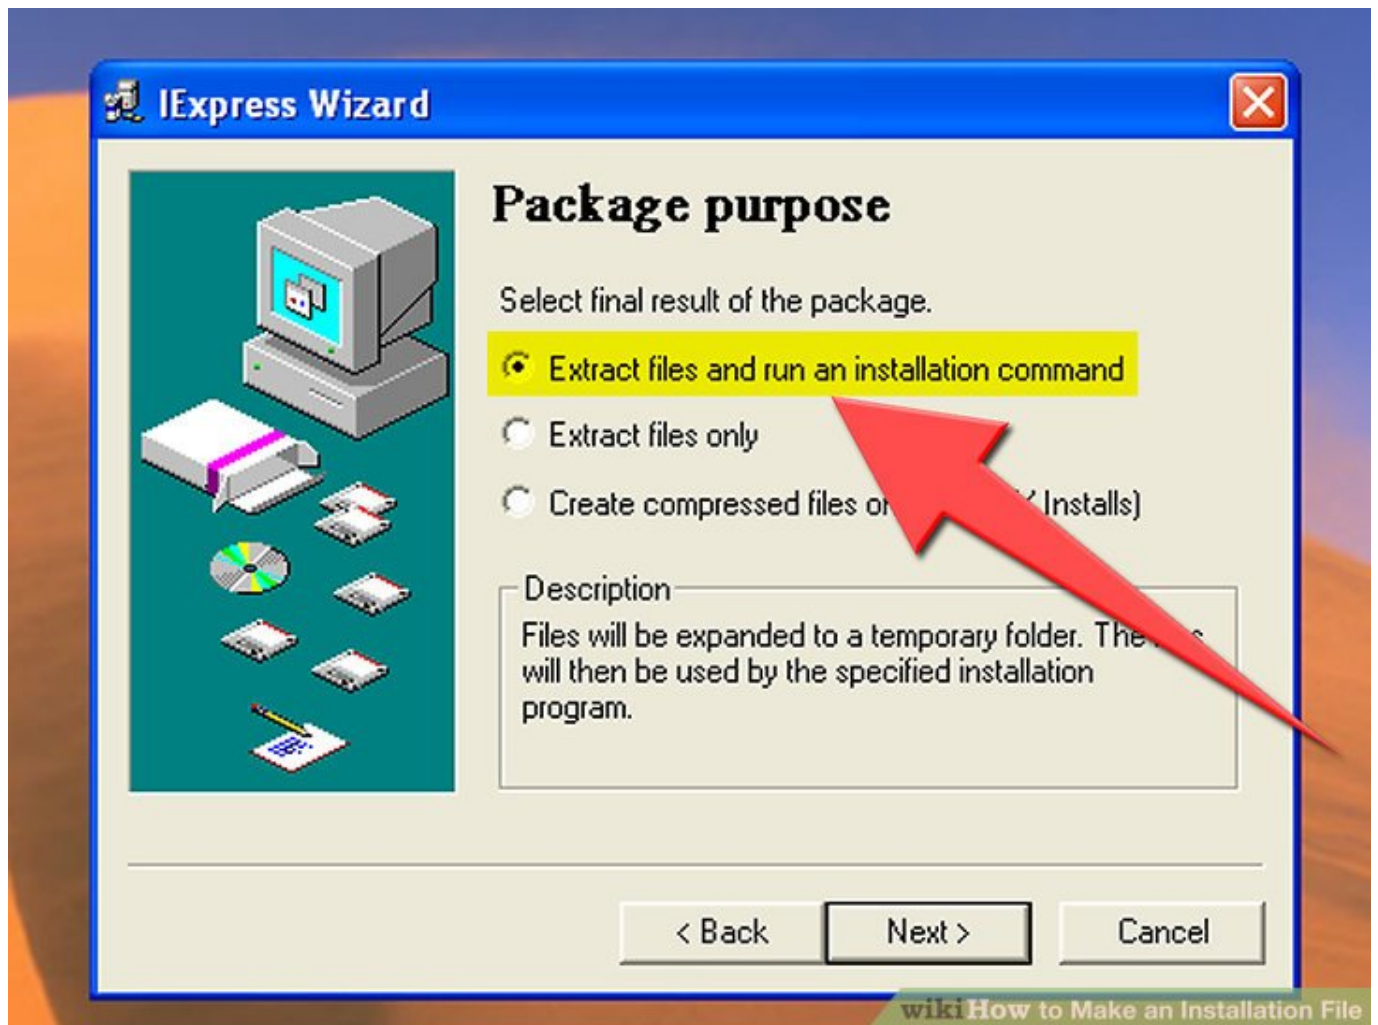 IExpress Wizard
Package purpose
Select final result of the package.
Extract files and run an installation command
Extract files only
Create compressed files Installs)
Description
Files will be expanded to a temporary folder. The
will then be used by the specified installation
program.
< Back
Next >
Cancel
wikiHow to Make an Installation File